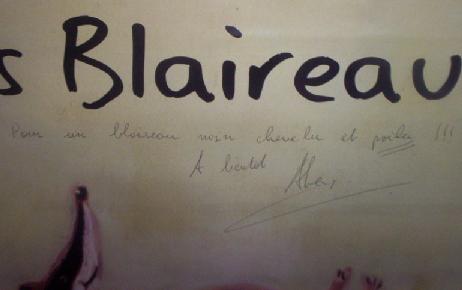 s Blaireau
Pour un blaireau non chevelu et poilu !!!
A bientôt